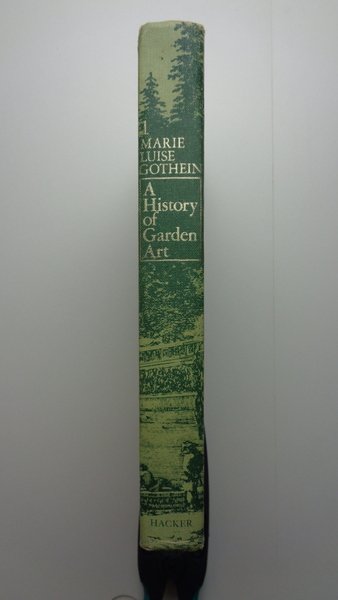 1
MARIE
LUISE
GOTHEIN
A
History
of
Garden
Art
HACKER